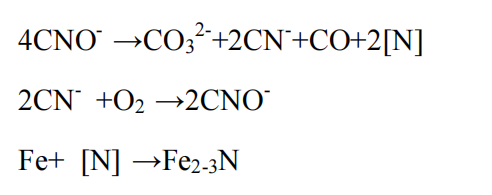 4CNO⁻ →CO₃²⁻+2CN⁻+CO+2[N]
2CN⁻ +O₂ →2CNO⁻
Fe+ [N] →Fe₂₋₃N